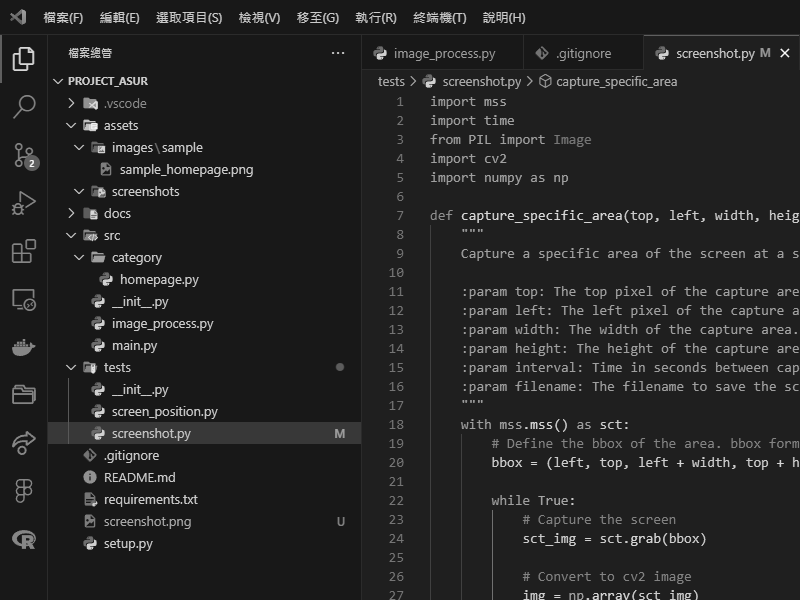 檔案(F) 編輯(E) 選取項目(S) 檢視(V) 移至(G) 執行(R) 終端機(T) 說明(H)
檔案總管 ···
PROJECT_ASUR
.vscode
assets
images\sample
sample_homepage.png
screenshots
docs
src
category
homepage.py
__init__.py
image_process.py
main.py
tests
__init__.py
screen_position.py
screenshot.py M
.gitignore
README.md
requirements.txt
screenshot.png U
setup.py
2
image_process.py .gitignore screenshot.py M
tests > screenshot.py > capture_specific_area
1 import mss
2 import time
3 from PIL import Image
4 import cv2
5 import numpy as np
6
7 def capture_specific_area(top, left, width, heig
8 """
9 Capture a specific area of the screen at a s
10
11 :param top: The top pixel of the capture are
12 :param left: The left pixel of the capture a
13 :param width: The width of the capture area.
14 :param height: The height of the capture are
15 :param interval: Time in seconds between cap
16 :param filename: The filename to save the sc
17 """
18 with mss.mss() as sct:
19 # Define the bbox of the area. bbox form
20 bbox = (left, top, left + width, top + h
21
22 while True:
23 # Capture the screen
24 sct_img = sct.grab(bbox)
25
26 # Convert to cv2 image
27 img = np.array(sct_img)